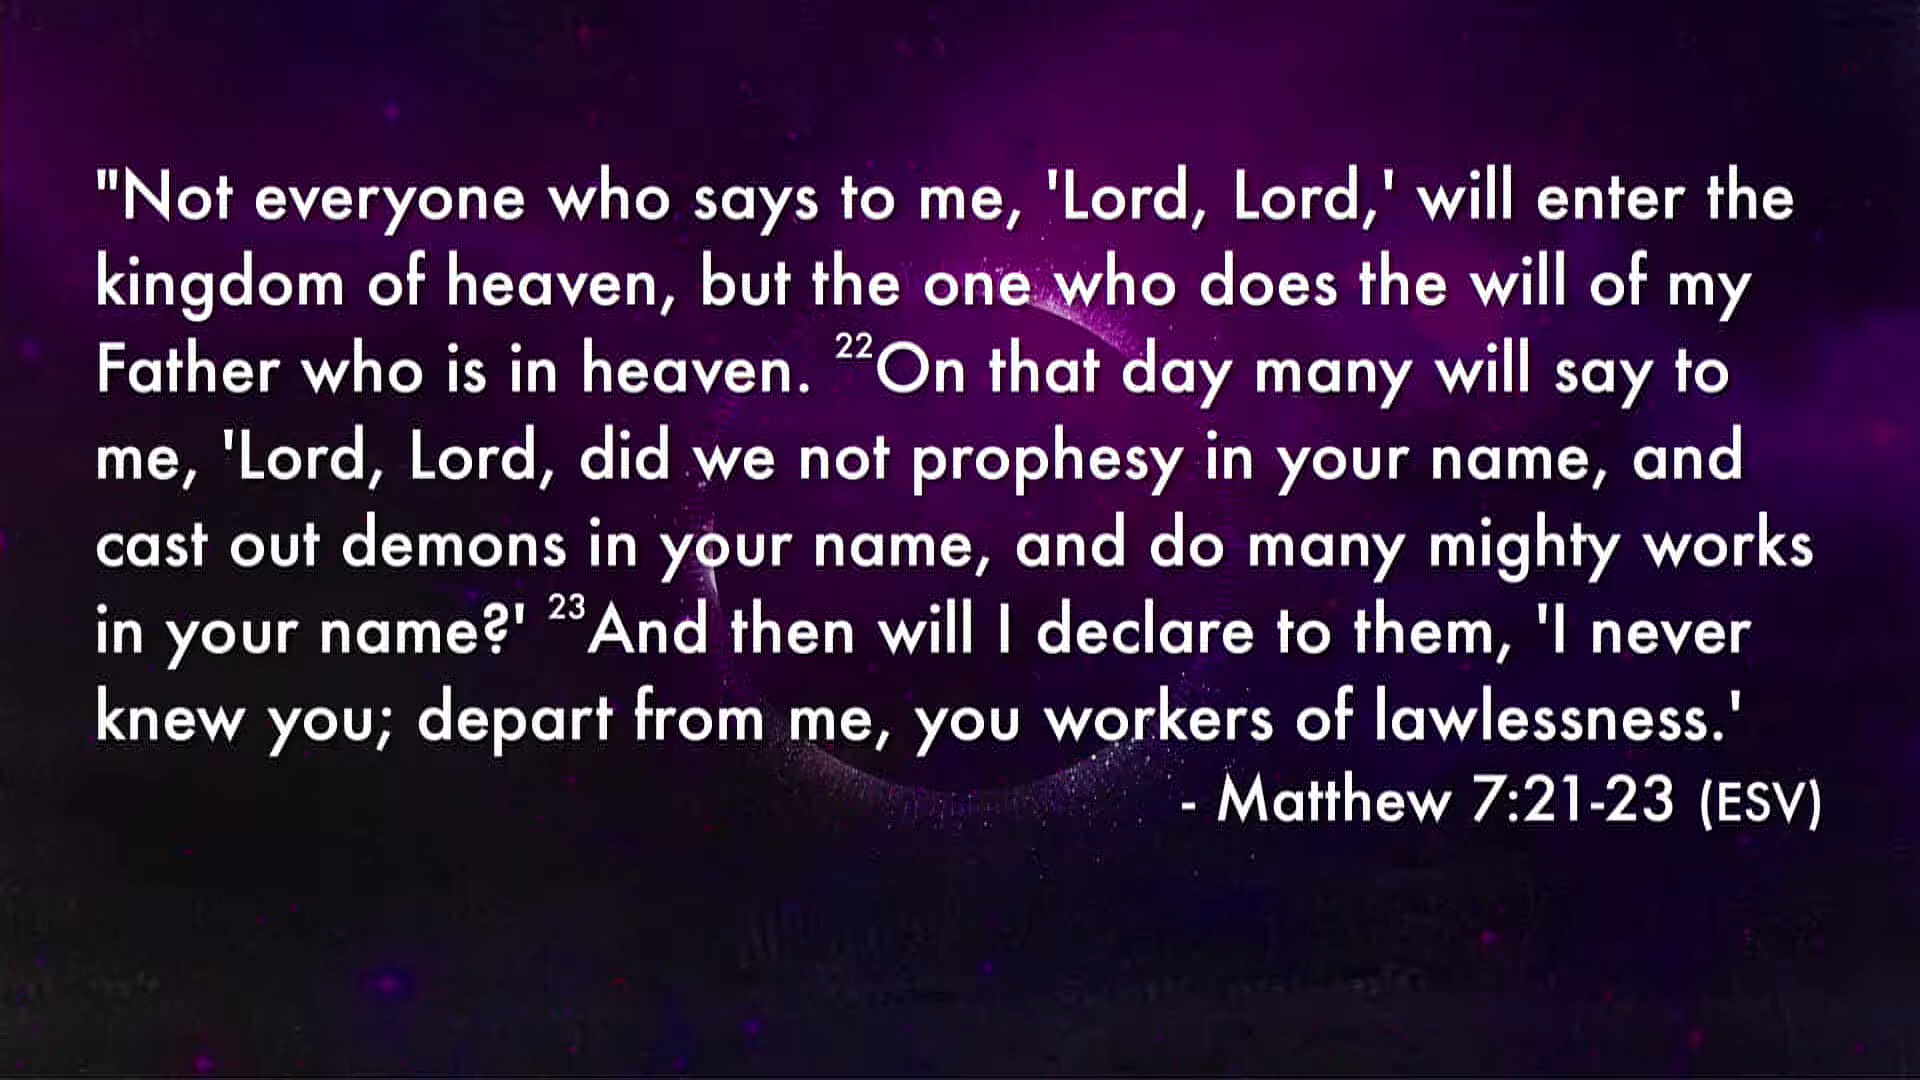 "Not everyone who says to me, 'Lord, Lord,' will enter the
kingdom of heaven, but the one who does the will of my
Father who is in heaven. 22On that day many will say to
me, 'Lord, Lord, did we not prophesy in your name, and
cast out demons in your name, and do many mighty works
in your name?' 23And then will I declare to them, 'I never
knew you; depart from me, you workers of lawlessness.'
- Matthew 7:21-23 (ESV)